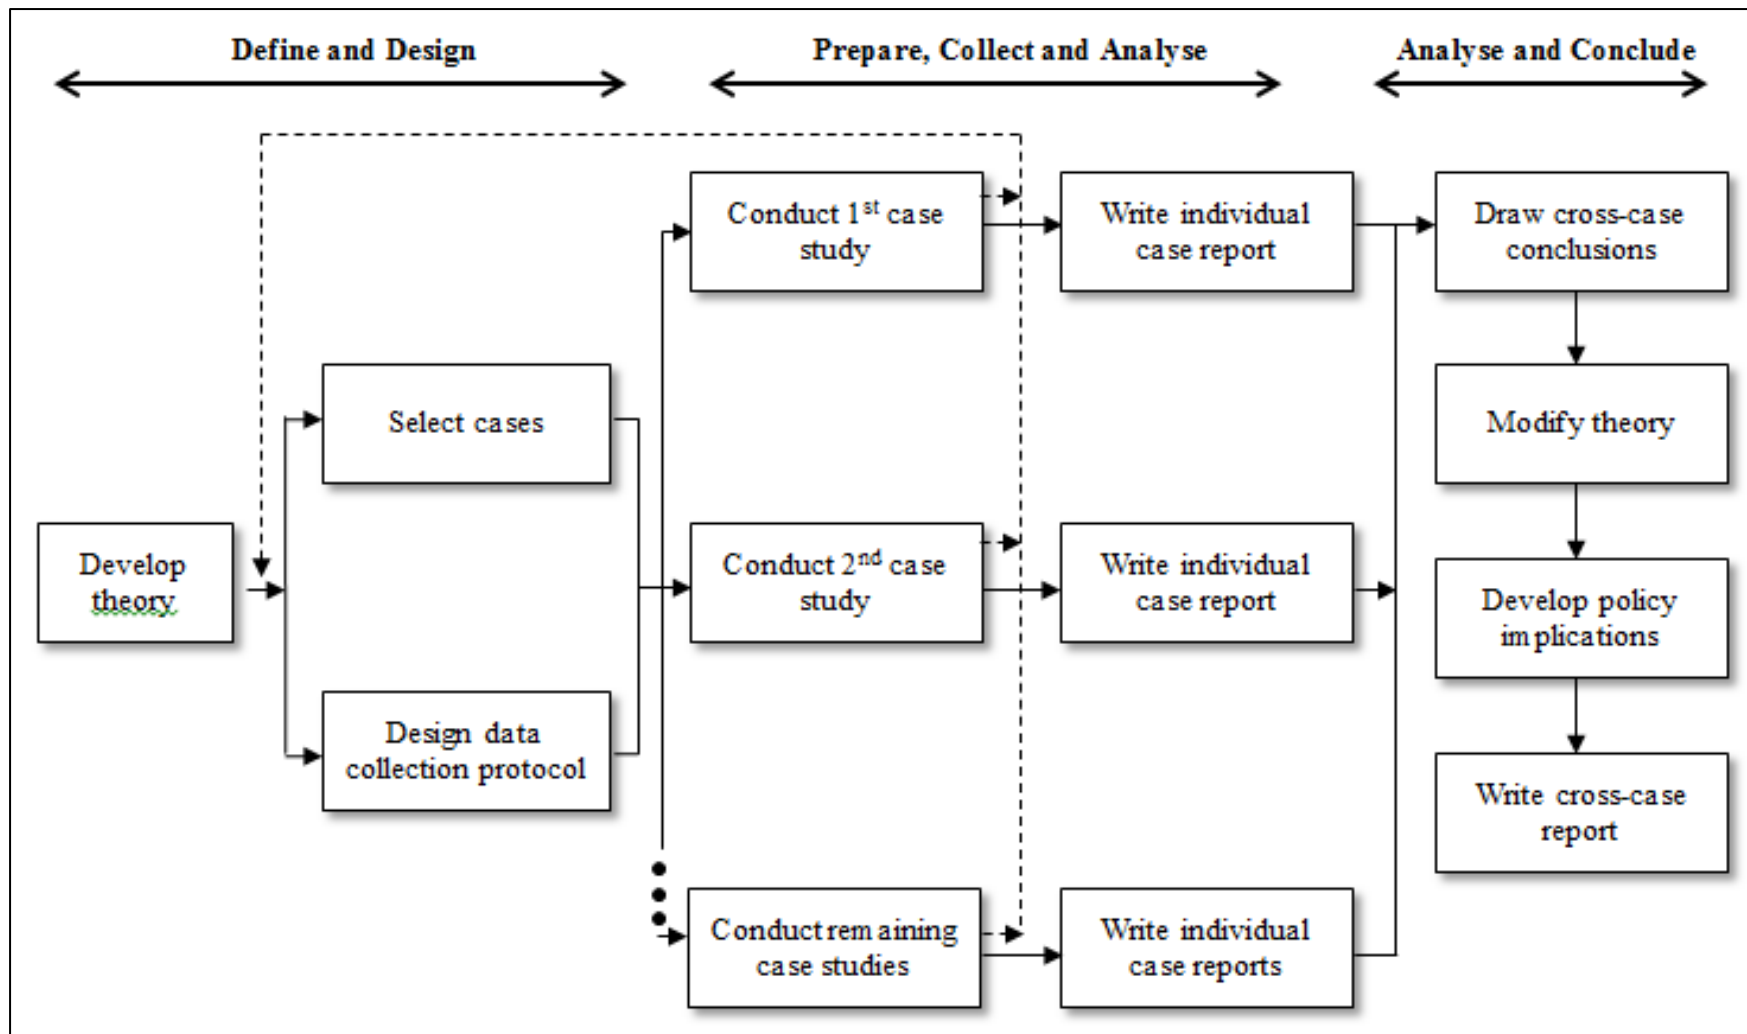 Define and Design
Prepare, Collect and Analyse
Analyse and Conclude
Develop
theory
Select cases
Design data
collection protocol
Conduct 1st case
study
Write individual
case report
Conduct 2nd case
study
Write individual
case report
Conduct remaining
case studies
Write individual
case reports
Draw cross-case
conclusions
Modify theory
Develop policy
implications
Write cross-case
report